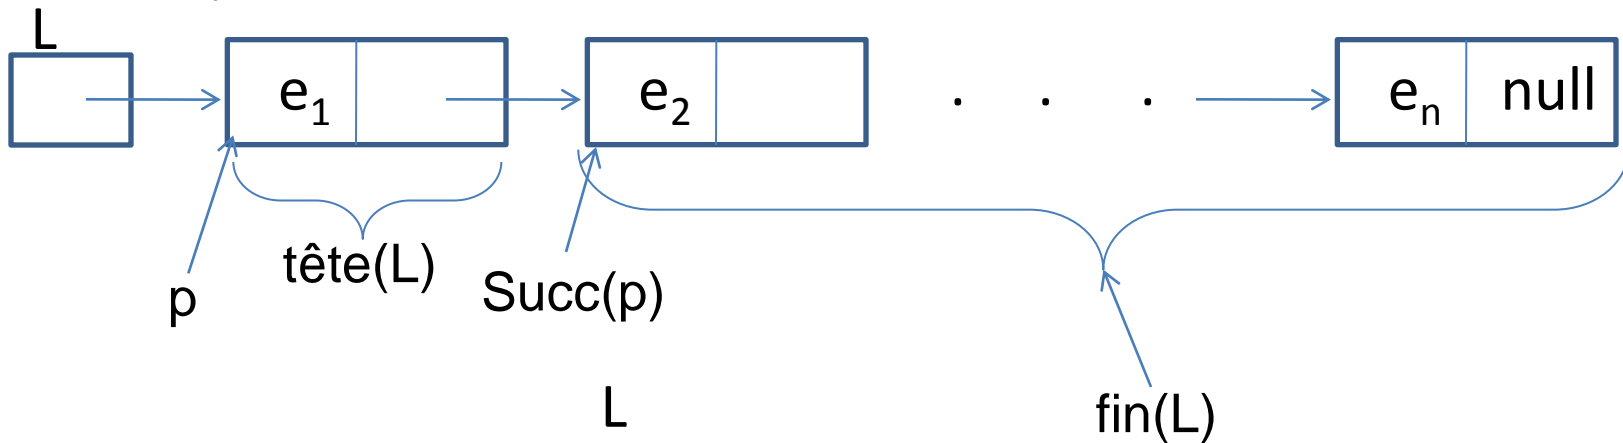 L
e1 e2 . . . en null
tête(L)
p Succ(p)
L fin(L)